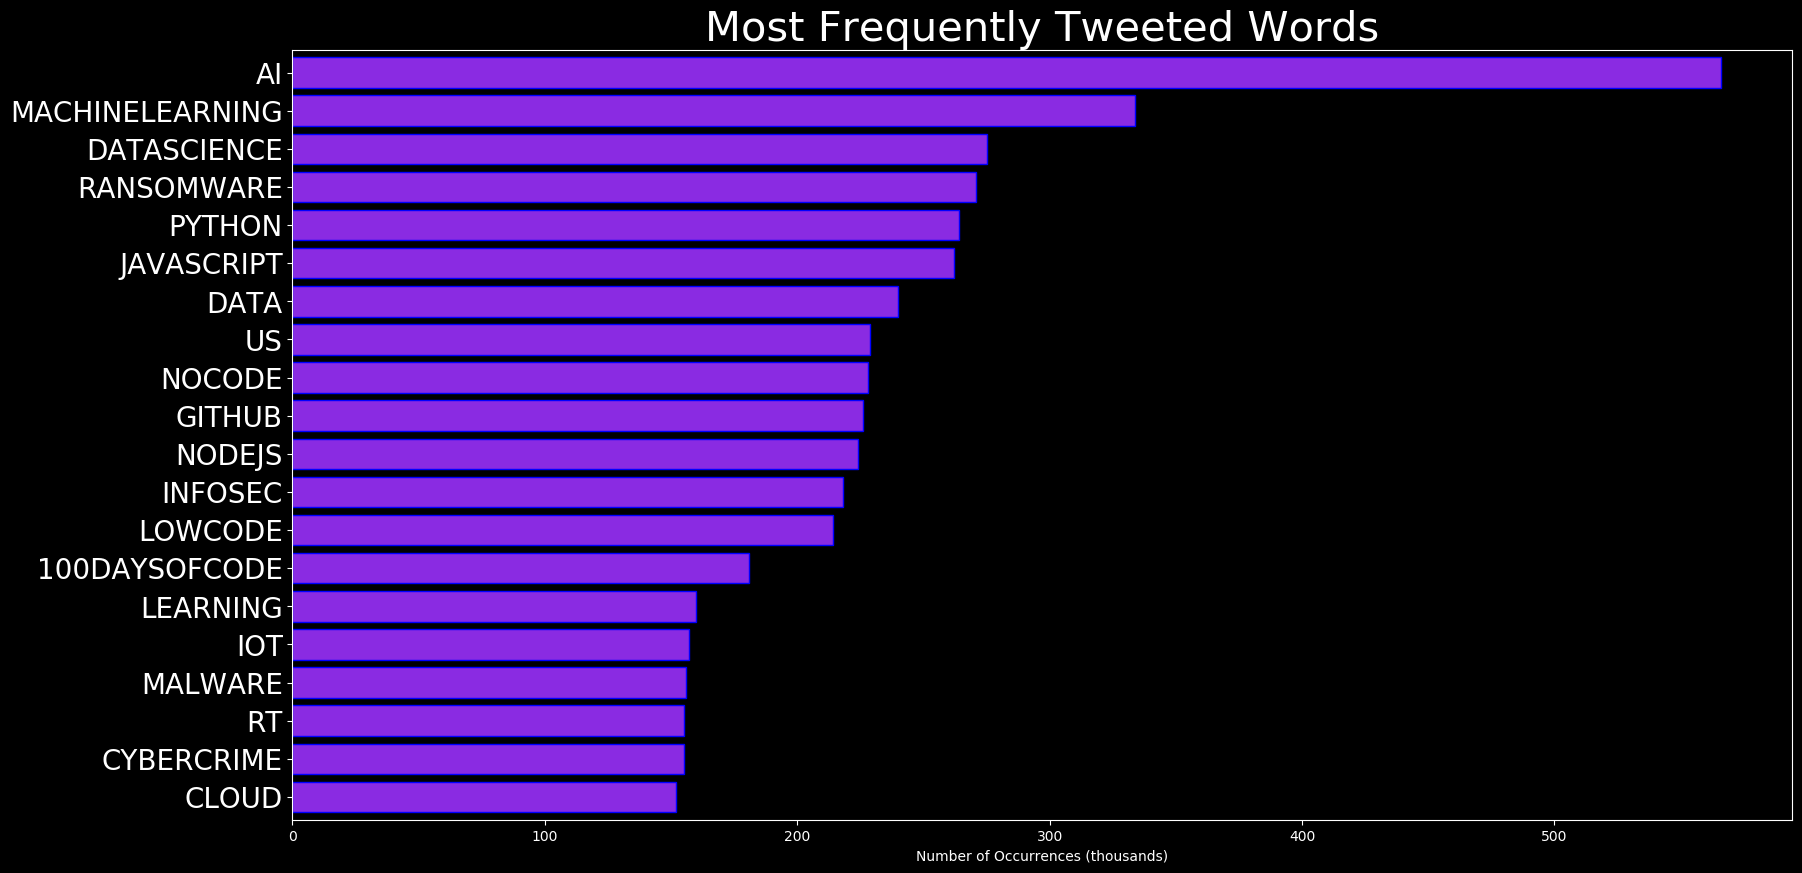 Most Frequently Tweeted Words
AI
MACHINELEARNING
DATASCIENCE
RANSOMWARE
PYTHON
JAVASCRIPT
DATA
US
NOCODE
GITHUB
NODEJS
INFOSEC
LOWCODE
100DAYSOFCODE
LEARNING
IOT
MALWARE
RT
CYBERCRIME
CLOUD
0 100 200 300 400 500
Number of Occurrences (thousands)